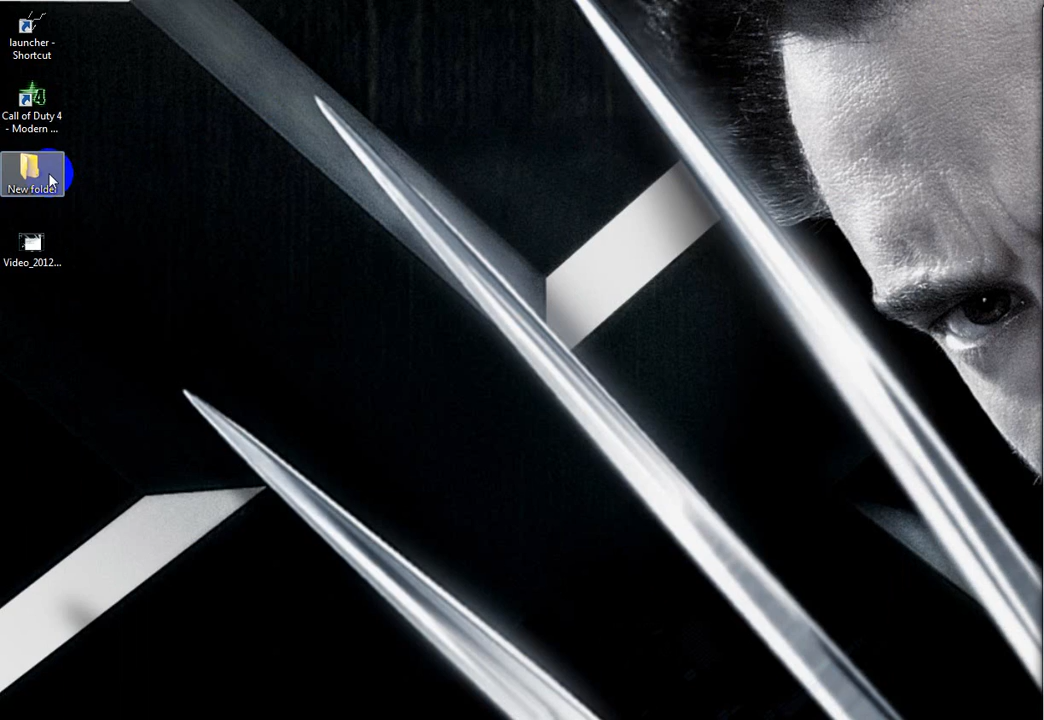 launcher -
Shortcut
Call of Duty 4
- Modern ...
New folder
Video_2012...